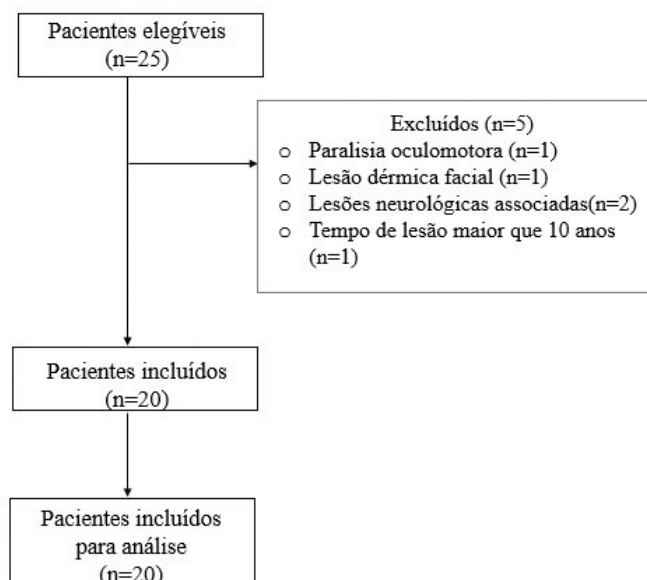 Pacientes elegíveis
(n=25)
Excluídos (n=5)
o Paralisia oculomotora (n=1)
o Lesão dérmica facial (n=1)
o Lesões neurológicas associadas(n=2)
o Tempo de lesão maior que 10 anos
(n=1)
Pacientes incluídos
(n=20)
Pacientes incluídos
para análise
(n=20)